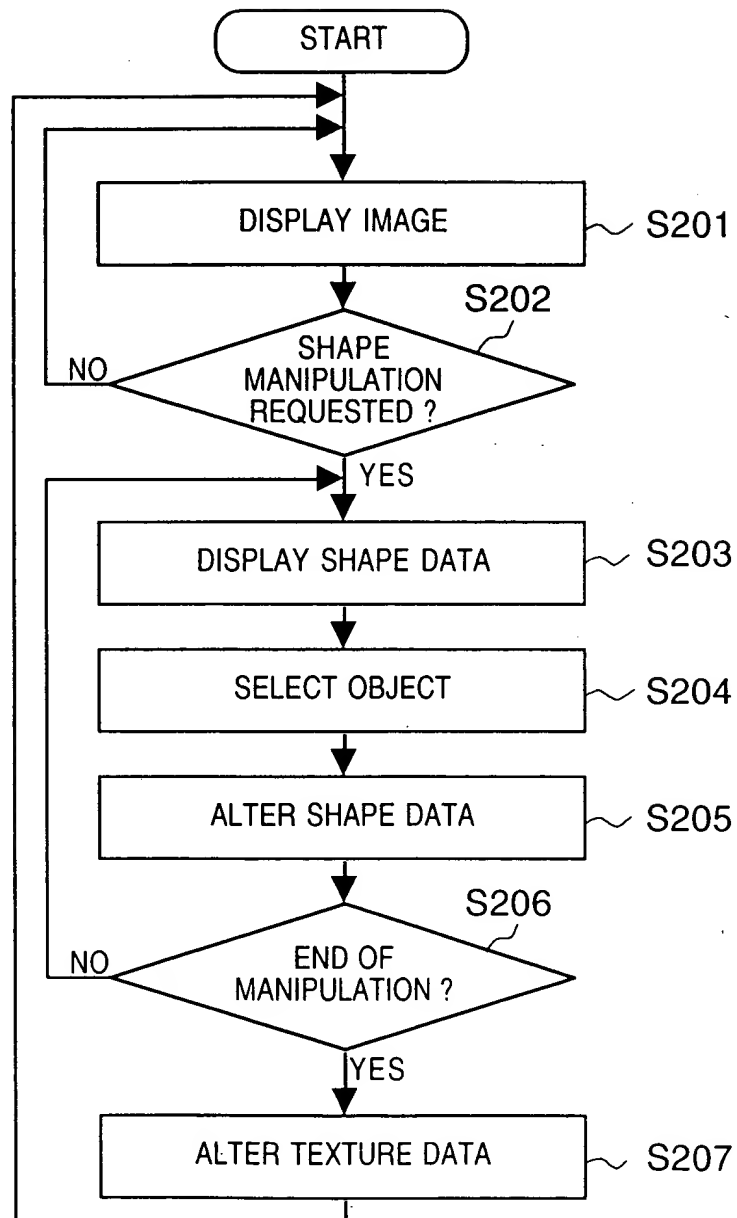 START
DISPLAY IMAGE
S201
S202
SHAPE
MANIPULATION
REQUESTED ?
NO
YES
DISPLAY SHAPE DATA
S203
SELECT OBJECT
S204
ALTER SHAPE DATA
S205
S206
END OF
MANIPULATION ?
NO
YES
ALTER TEXTURE DATA
S207